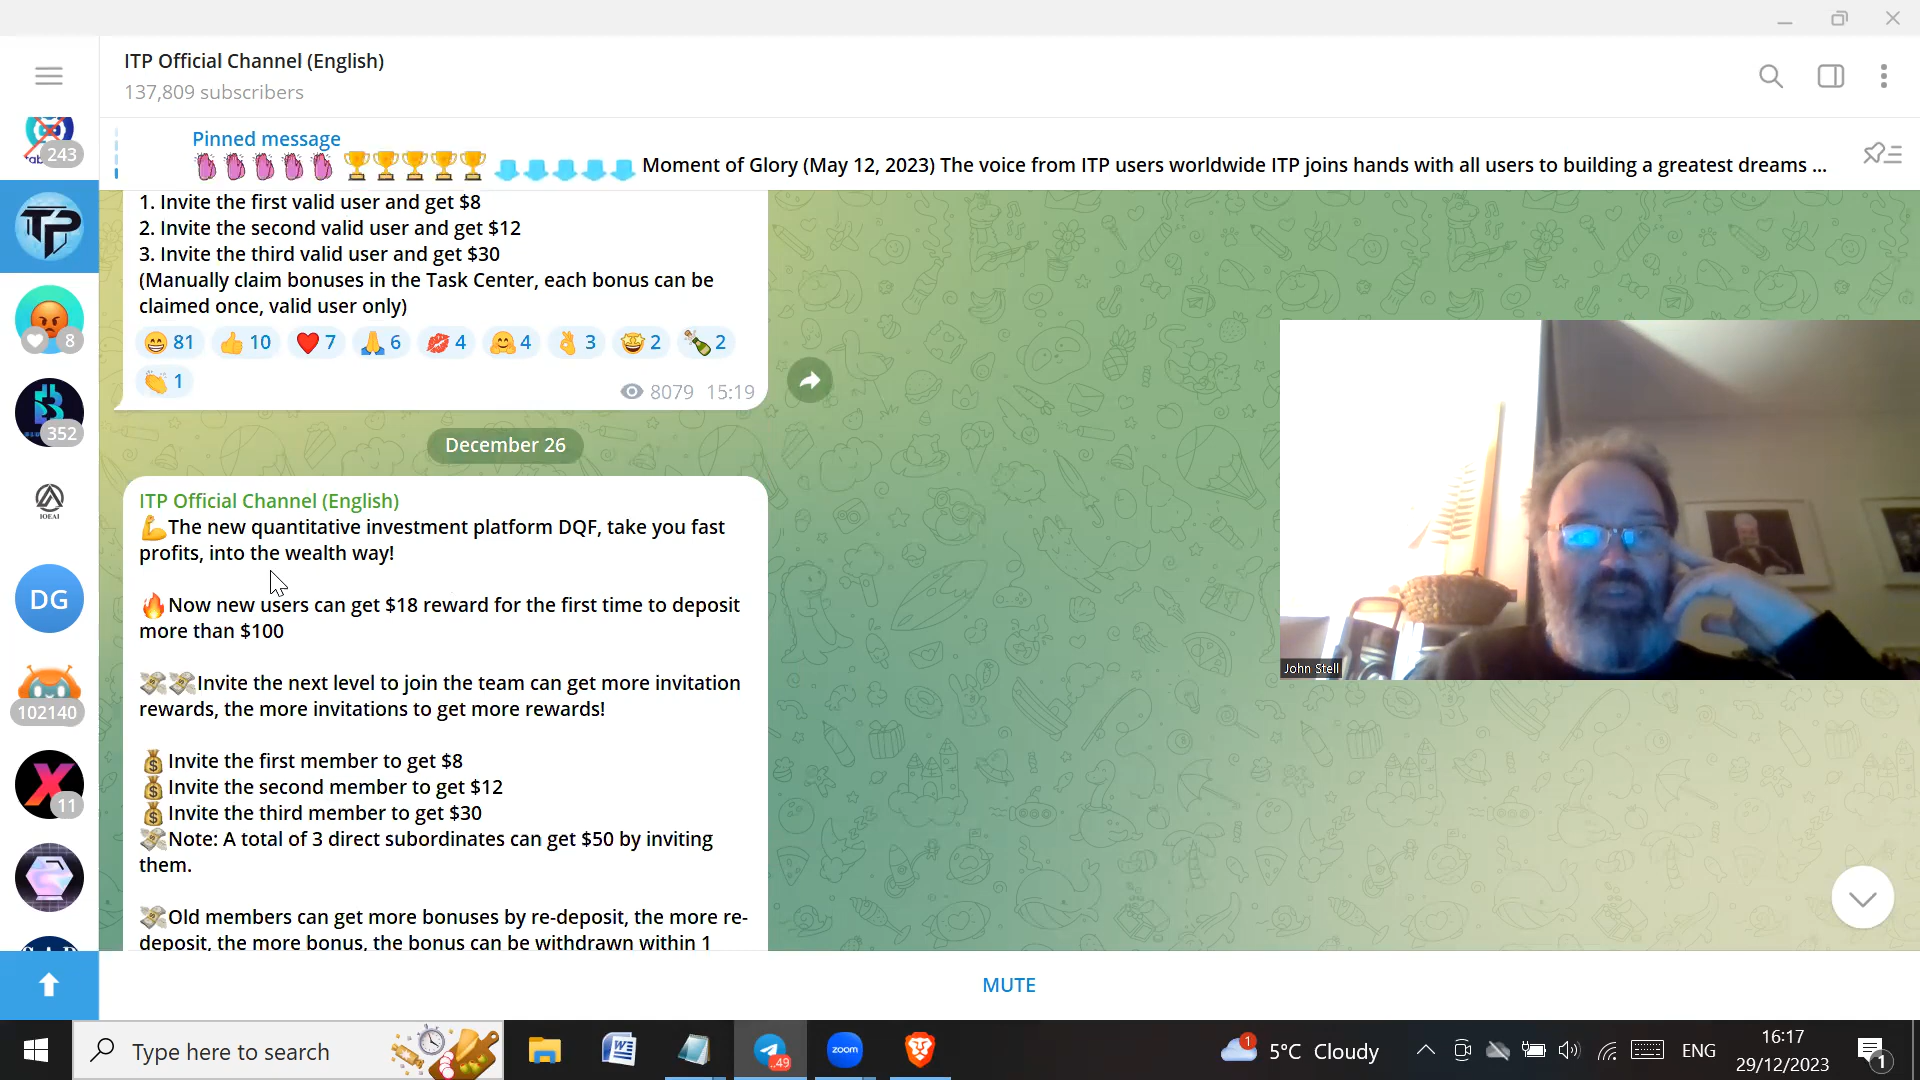 ITP Official Channel (English)
137,809 subscribers
243
Pinned message
Moment of Glory (May 12, 2023) The voice from ITP users worldwide ITP joins hands with all users to building a greatest dreams ...
1. Invite the first valid user and get $8
2. Invite the second valid user and get $12
3. Invite the third valid user and get $30
(Manually claim bonuses in the Task Center, each bonus can be
claimed once, valid user only)
81 10 7 6 4 4 3 2 2
1
8079 15:19
8
352
IOEAI
DG
102140
11
December 26
ITP Official Channel (English)
The new quantitative investment platform DQF, take you fast
profits, into the wealth way!
Now new users can get $18 reward for the first time to deposit
more than $100
Invite the next level to join the team can get more invitation
rewards, the more invitations to get more rewards!
Invite the first member to get $8
Invite the second member to get $12
Invite the third member to get $30
Note: A total of 3 direct subordinates can get $50 by inviting
them.
Old members can get more bonuses by re-deposit, the more re-
deposit, the more bonus, the bonus can be withdrawn within 1
John Stell
MUTE
Type here to search
..49
zoom
1
5°C Cloudy
ENG
16:17
29/12/2023
1